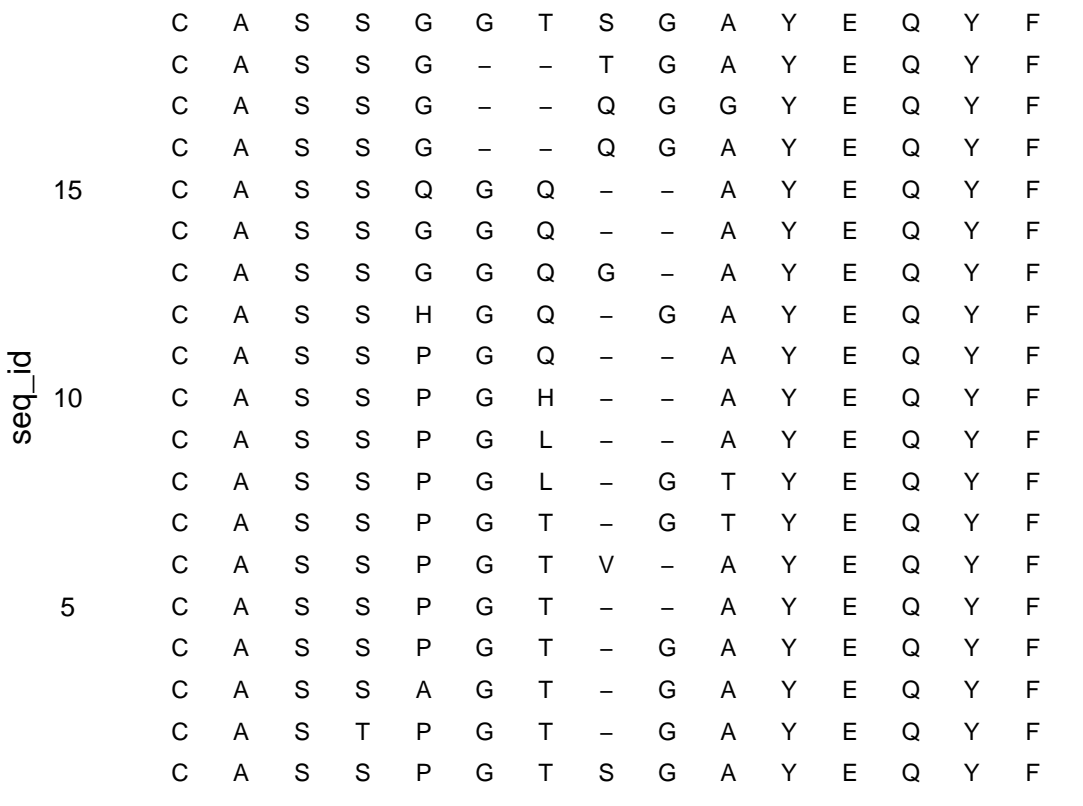 C A S S G G T S G A Y E Q Y F
C A S S G – – T G A Y E Q Y F
C A S S G – – Q G G Y E Q Y F
C A S S G – – Q G A Y E Q Y F
15 C A S S Q G Q – – A Y E Q Y F
C A S S G G Q – – A Y E Q Y F
C A S S G G Q G – A Y E Q Y F
C A S S H G Q – G A Y E Q Y F
C A S S P G Q – – A Y E Q Y F
seq_id
10 C A S S P G H – – A Y E Q Y F
C A S S P G L – – A Y E Q Y F
C A S S P G L – G T Y E Q Y F
C A S S P G T – G T Y E Q Y F
C A S S P G T V – A Y E Q Y F
5 C A S S P G T – – A Y E Q Y F
C A S S P G T – G A Y E Q Y F
C A S S A G T – G A Y E Q Y F
C A S T P G T – G A Y E Q Y F
C A S S P G T S G A Y E Q Y F